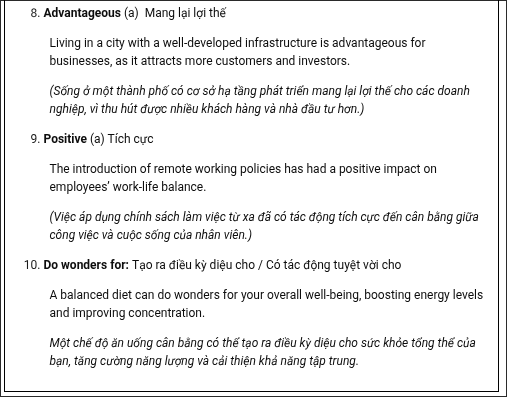 8. Advantageous (a) Mang lại lợi thế
Living in a city with a well-developed infrastructure is advantageous for
businesses, as it attracts more customers and investors.
(Sống ở một thành phố có cơ sở hạ tầng phát triển mang lại lợi thế cho các doanh
nghiệp, vì thu hút được nhiều khách hàng và nhà đầu tư hơn.)
9. Positive (a) Tích cực
The introduction of remote working policies has had a positive impact on
employees’ work-life balance.
(Việc áp dụng chính sách làm việc từ xa đã có tác động tích cực đến cân bằng giữa
công việc và cuộc sống của nhân viên.)
10. Do wonders for: Tạo ra điều kỳ diệu cho / Có tác động tuyệt vời cho
A balanced diet can do wonders for your overall well-being, boosting energy levels
and improving concentration.
Một chế độ ăn uống cân bằng có thể tạo ra điều kỳ diệu cho sức khỏe tổng thể của
bạn, tăng cường năng lượng và cải thiện khả năng tập trung.